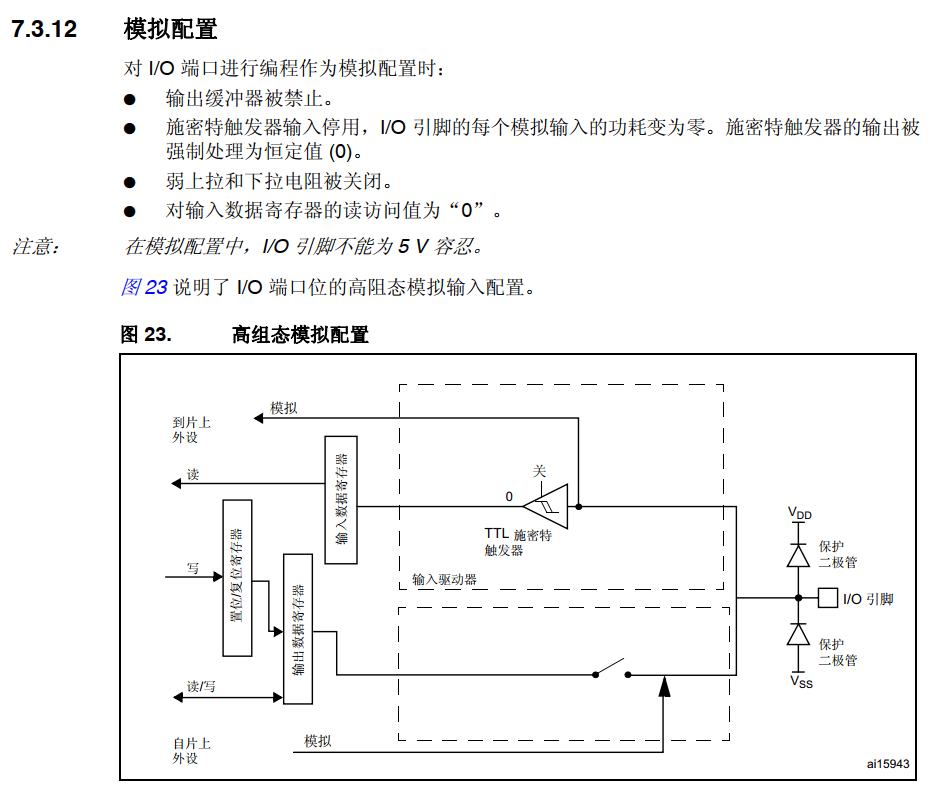 7.3.12 模拟配置
对 I/O 端口进行编程作为模拟配置时：
● 输出缓冲器被禁止。
● 施密特触发器输入停用，I/O 引脚的每个模拟输入的功耗变为零。施密特触发器的输出被
强制处理为恒定值 (0)。
● 弱上拉和下拉电阻被关闭。
● 对输入数据寄存器的读访问值为“0”。
注意： 在模拟配置中，I/O 引脚不能为 5 V 容忍。
图 23 说明了 I/O 端口位的高阻态模拟输入配置。
图 23. 高组态模拟配置
到片上
外设
模拟
读
输入数据寄存器
关
0
TTL 施密特
触发器
输入驱动器
写
置位/复位寄存器
输出数据寄存器
读/写
自片上
外设
模拟
VDD
保护
二极管
I/O 引脚
保护
二极管
VSS
ai15943